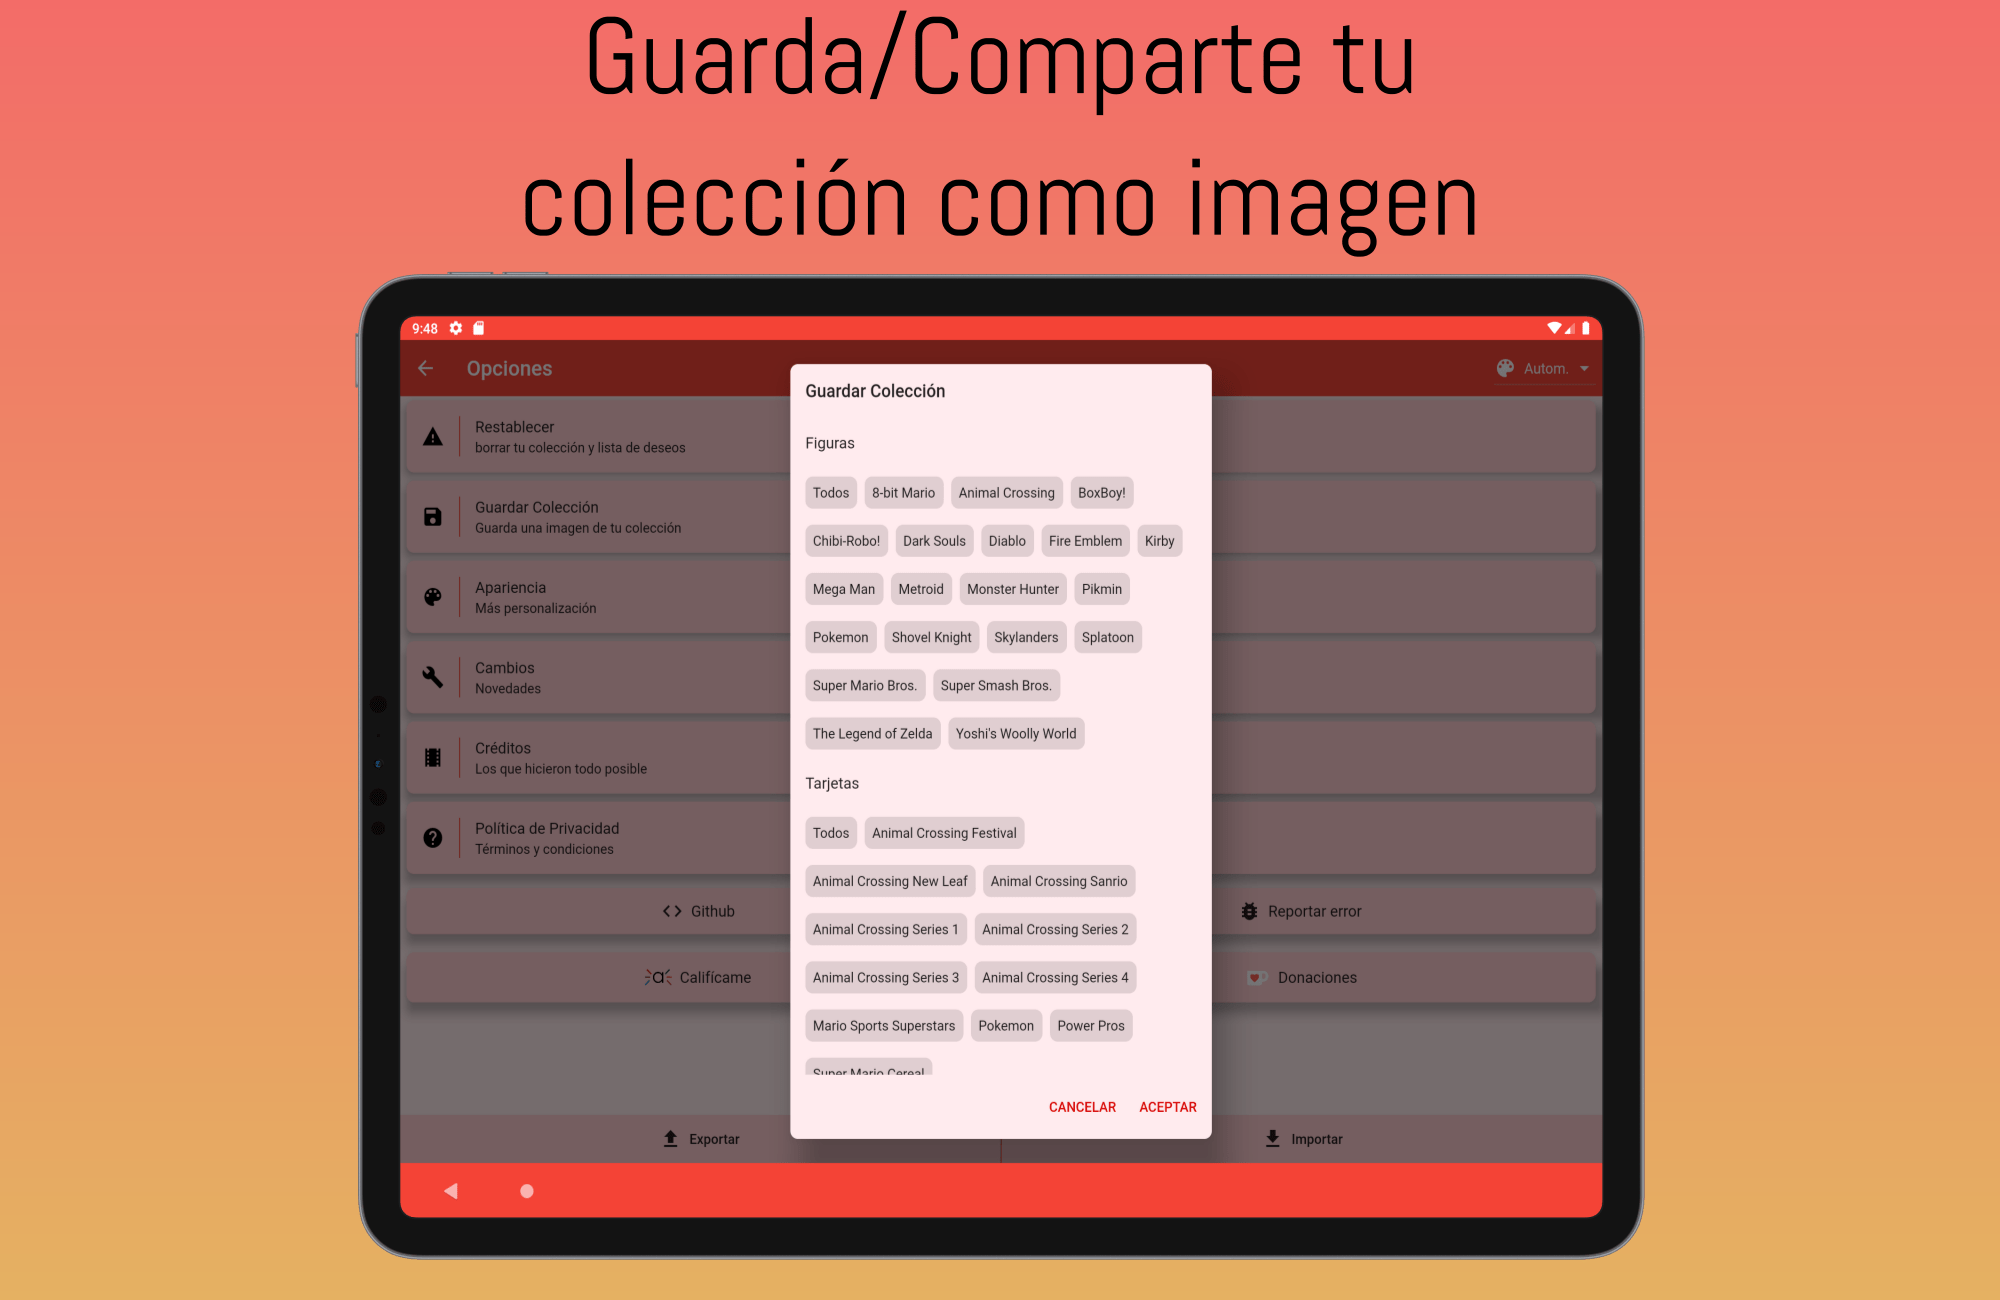 Guarda/Comparte tu
colección como imagen
9:48
Opciones
Autom.
Restablecer
borrar tu colección y lista de deseos
Guardar Colección
Guarda una imagen de tu colección
Apariencia
Más personalización
Cambios
Novedades
Créditos
Los que hicieron todo posible
Política de Privacidad
Términos y condiciones
Github
Reportar error
Califícame
Donaciones
Exportar
Importar
Guardar Colección
Figuras
Todos 8-bit Mario Animal Crossing BoxBoy!
Chibi-Robo! Dark Souls Diablo Fire Emblem Kirby
Mega Man Metroid Monster Hunter Pikmin
Pokemon Shovel Knight Skylanders Splatoon
Super Mario Bros. Super Smash Bros.
The Legend of Zelda Yoshi's Woolly World
Tarjetas
Todos Animal Crossing Festival
Animal Crossing New Leaf Animal Crossing Sanrio
Animal Crossing Series 1 Animal Crossing Series 2
Animal Crossing Series 3 Animal Crossing Series 4
Mario Sports Superstars Pokemon Power Pros
Super Mario Cereal
CANCELAR ACEPTAR